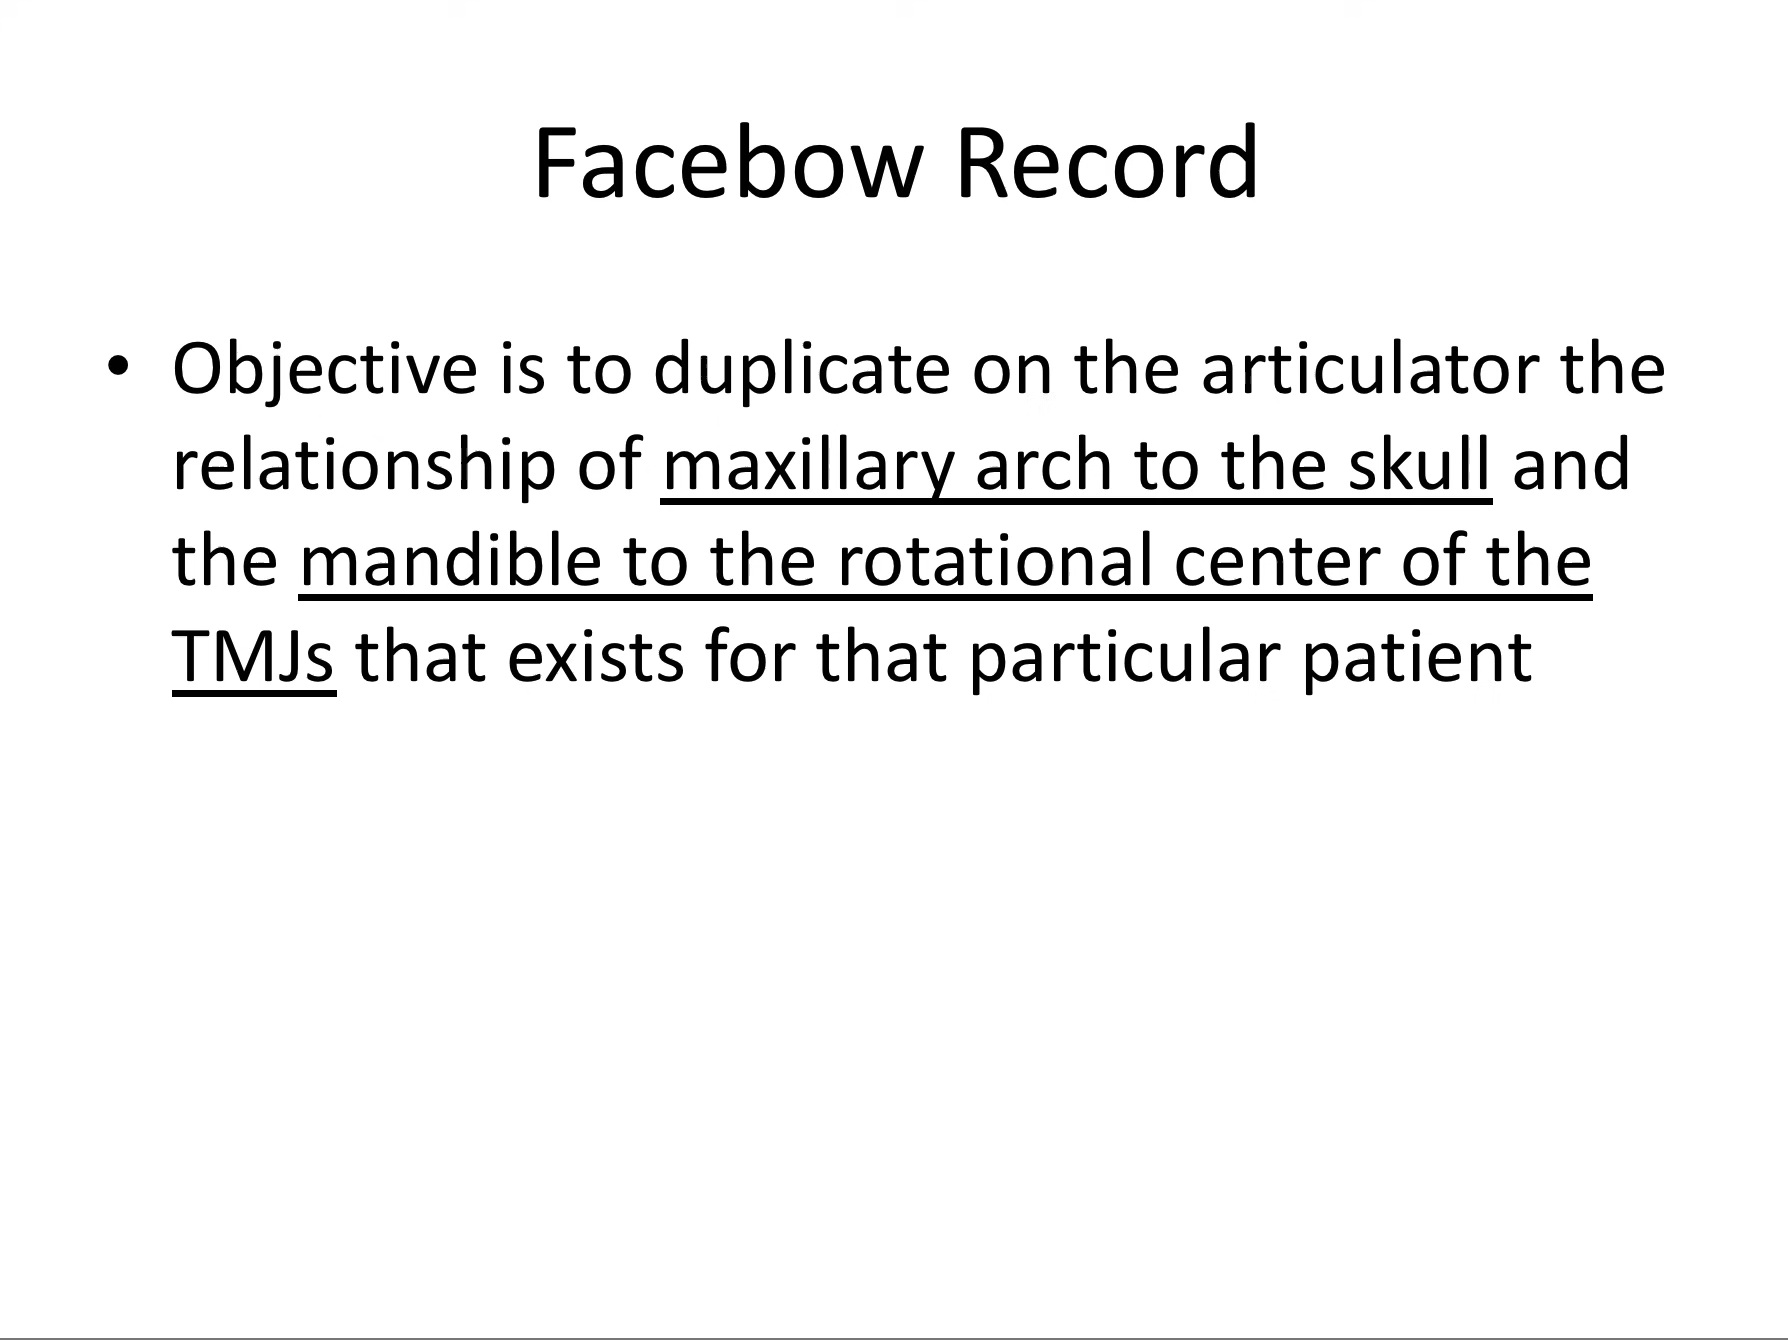 Facebow Record
• Objective is to duplicate on the articulator the
relationship of maxillary arch to the skull and
the mandible to the rotational center of the
TMJs that exists for that particular patient